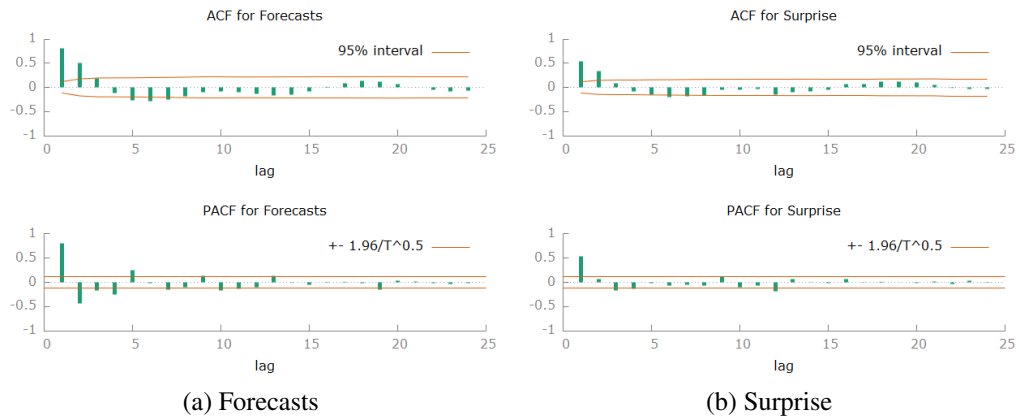 ACF for Forecasts
1
0.5
0
-0.5
-1
95% interval
0 5 10 15 20 25
lag
PACF for Forecasts
1
0.5
0
-0.5
-1
+- 1.96/T^0.5
0 5 10 15 20 25
lag
(a) Forecasts
ACF for Surprise
1
0.5
0
-0.5
-1
95% interval
0 5 10 15 20 25
lag
PACF for Surprise
1
0.5
0
-0.5
-1
+- 1.96/T^0.5
0 5 10 15 20 25
lag
(b) Surprise